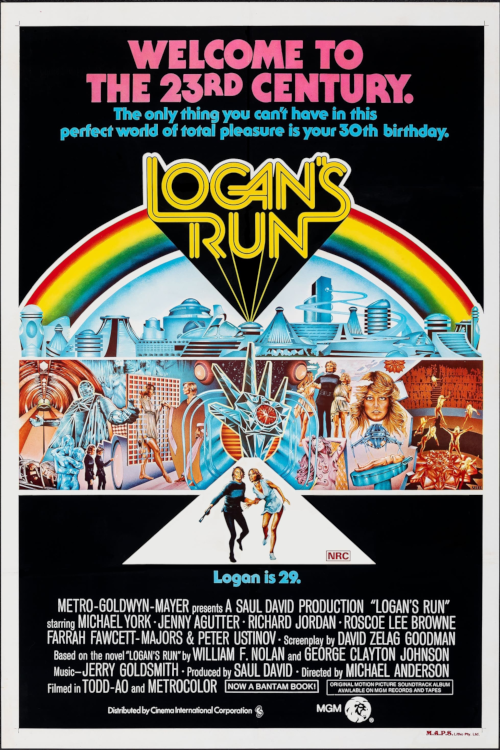 WELCOME TO
THE 23RD CENTURY.
The only thing you can't have in this
perfect world of total pleasure is your 30th birthday.
LOGAN'S
RUN
NRC
Logan is 29.
METRO-GOLDWYN-MAYER presents A SAUL DAVID PRODUCTION "LOGAN'S RUN"
starring MICHAEL YORK · JENNY AGUTTER · RICHARD JORDAN · ROSCOE LEE BROWNE
FARRAH FAWCETT-MAJORS & PETER USTINOV · Screenplay by DAVID ZELAG GOODMAN
Based on the novel "LOGAN'S RUN" by WILLIAM F. NOLAN and GEORGE CLAYTON JOHNSON
Music–JERRY GOLDSMITH · Produced by SAUL DAVID · Directed by MICHAEL ANDERSON
Filmed in TODD-AO and METROCOLOR
NOW A BANTAM BOOK!
ORIGINAL MOTION PICTURE SOUNDTRACK ALBUM
AVAILABLE ON MGM RECORDS AND TAPES
Distributed by Cinema International Corporation
MGM
M.A.P.S.